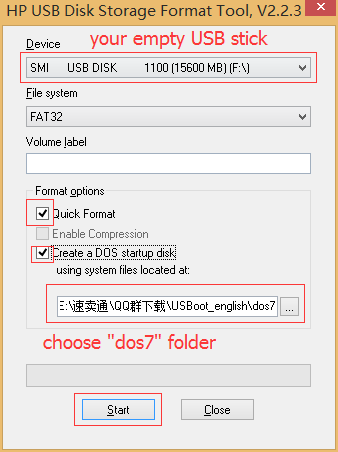 HP USB Disk Storage Format Tool, V2.2.3
your empty USB stick
Device
SMI USB DISK 1100 (15600 MB) (F:\)
File system
FAT32
Volume label
Format options
Quick Format
Enable Compression
Create a DOS startup disk
using system files located at:
E:\速卖通\QQ群下载\USBoot_english\dos7
...
choose "dos7" folder
Start
Close